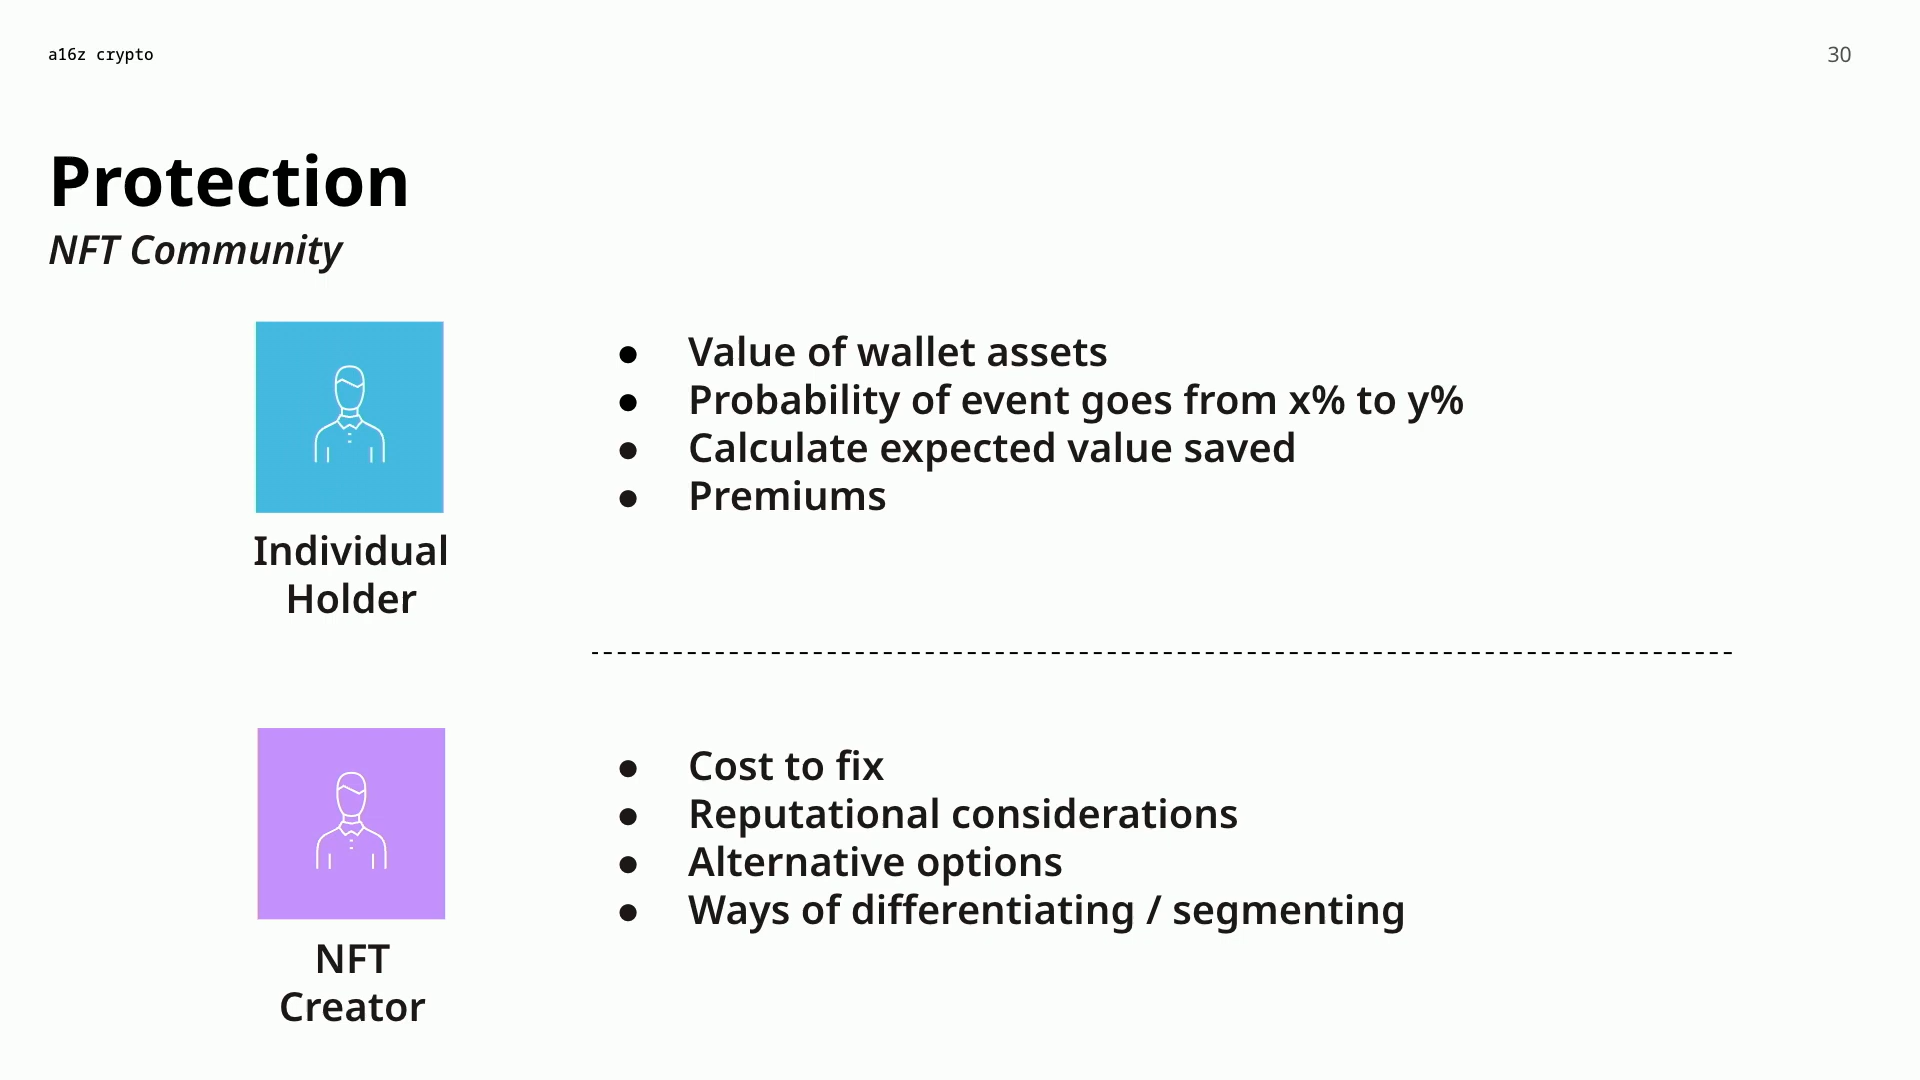 a16z crypto
30
Protection
NFT Community
● Value of wallet assets
● Probability of event goes from x% to y%
● Calculate expected value saved
● Premiums
Individual
Holder
● Cost to fix
● Reputational considerations
● Alternative options
● Ways of differentiating / segmenting
NFT
Creator